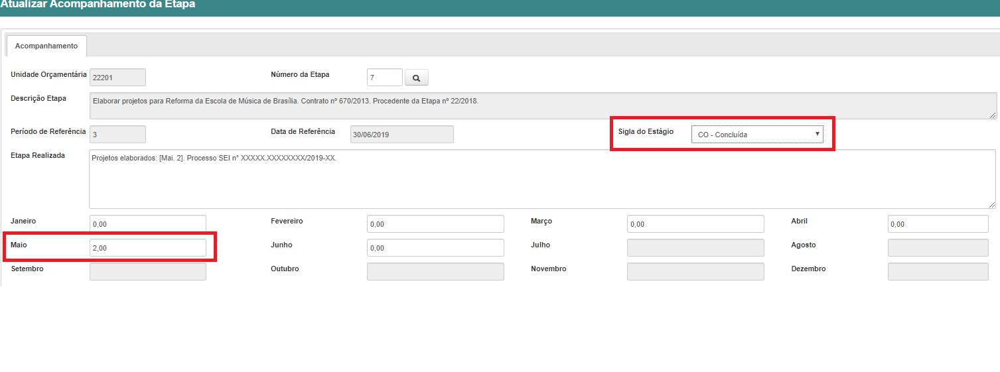 Atualizar Acompanhamento da Etapa
Acompanhamento
Unidade Orçamentária 22201 Número da Etapa 7
Descrição Etapa Elaborar projetos para Reforma da Escola de Música de Brasília. Contrato nº 670/2013. Procedente da Etapa nº 22/2018.
Período de Referência 3 Data de Referência 30/06/2019 Sigla do Estágio CO - Concluída
Etapa Realizada Projetos elaborados: [Mai. 2]. Processo SEI n° XXXXX.XXXXXXXX/2019-XX.
Janeiro 0,00 Fevereiro 0,00 Março 0,00 Abril 0,00
Maio 2,00 Junho 0,00 Julho Agosto
Setembro Outubro Novembro Dezembro